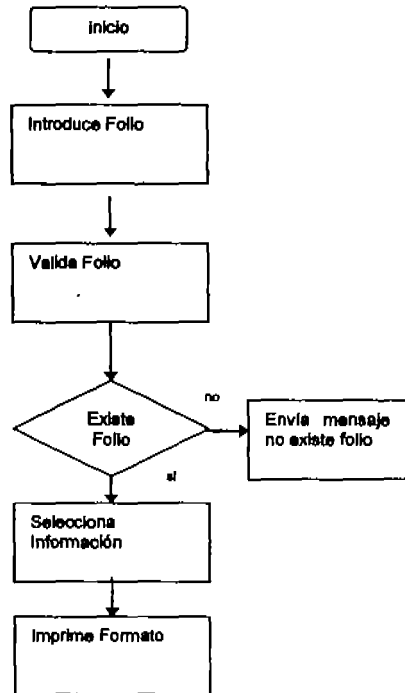 inicio
Introduce Folio
Valida Folio
Existe
Folio
no
Envía mensaje
no existe folio
si
Selecciona
Información
Imprime Formato